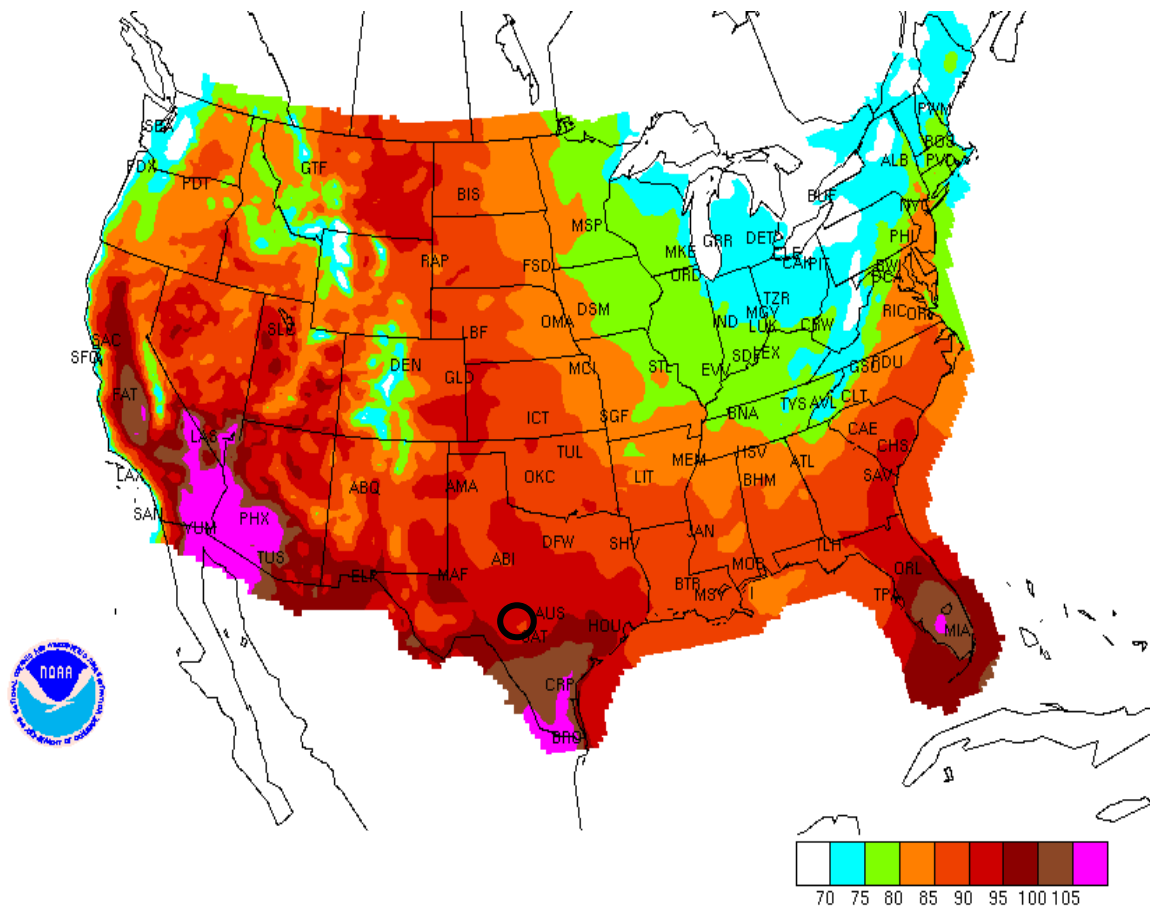 SEA
PWM
BOS
PDX
PDT
GTF
BIS
ALB
PVD
BUF
NYC
MSP
GRR
DET
MKE
ORD
CLE
CAK
PIT
PHL
BWI
DCA
RAP
FSD
DSM
OMA
TZR
MGY
LUK
IND
CRW
RIC
ORF
SAC
SFO
SLC
LBF
DEN
GLD
MCI
STL
EVV
SDF
LEX
GSO
RDU
FAT
LAS
ICT
SGF
BNA
TYS
AVL
CLT
CAE
CHS
LAX
ABQ
AMA
TUL
OKC
MEM
LIT
HSV
ATL
BHM
SAV
SAN
YUM
PHX
TUS
ELP
MAF
ABI
DFW
SHV
JAN
MOB
TLH
BTR
MSY
ORL
TPA
MIA
AUS
SAT
HOU
CRP
BRO
NOAA
70 75 80 85 90 95 100 105